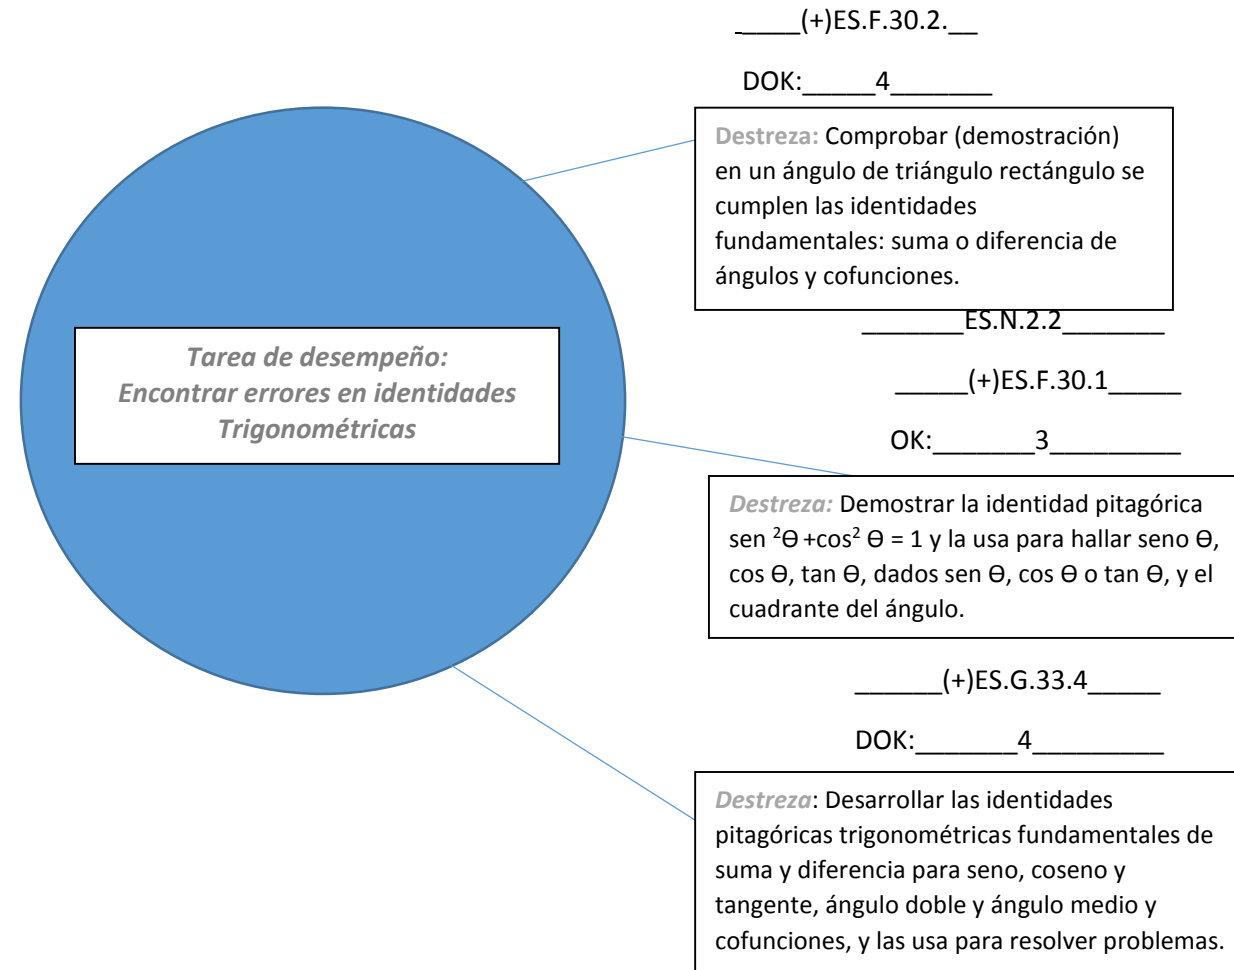 _____(+)ES.F.30.2.__
DOK:_____4_______
Destreza: Comprobar (demostración)
en un ángulo de triángulo rectángulo se
cumplen las identidades
fundamentales: suma o diferencia de
ángulos y cofunciones.
_______ES.N.2.2_______
Tarea de desempeño:
Encontrar errores en identidades
Trigonométricas
_____(+)ES.F.30.1_____
OK:_______3_________
Destreza: Demostrar la identidad pitagórica
sen ²Ɵ +cos² Ɵ = 1 y la usa para hallar seno Ɵ,
cos Ɵ, tan Ɵ, dados sen Ɵ, cos Ɵ o tan Ɵ, y el
cuadrante del ángulo.
______(+)ES.G.33.4_____
DOK:_______4_________
Destreza: Desarrollar las identidades
pitagóricas trigonométricas fundamentales de
suma y diferencia para seno, coseno y
tangente, ángulo doble y ángulo medio y
cofunciones, y las usa para resolver problemas.